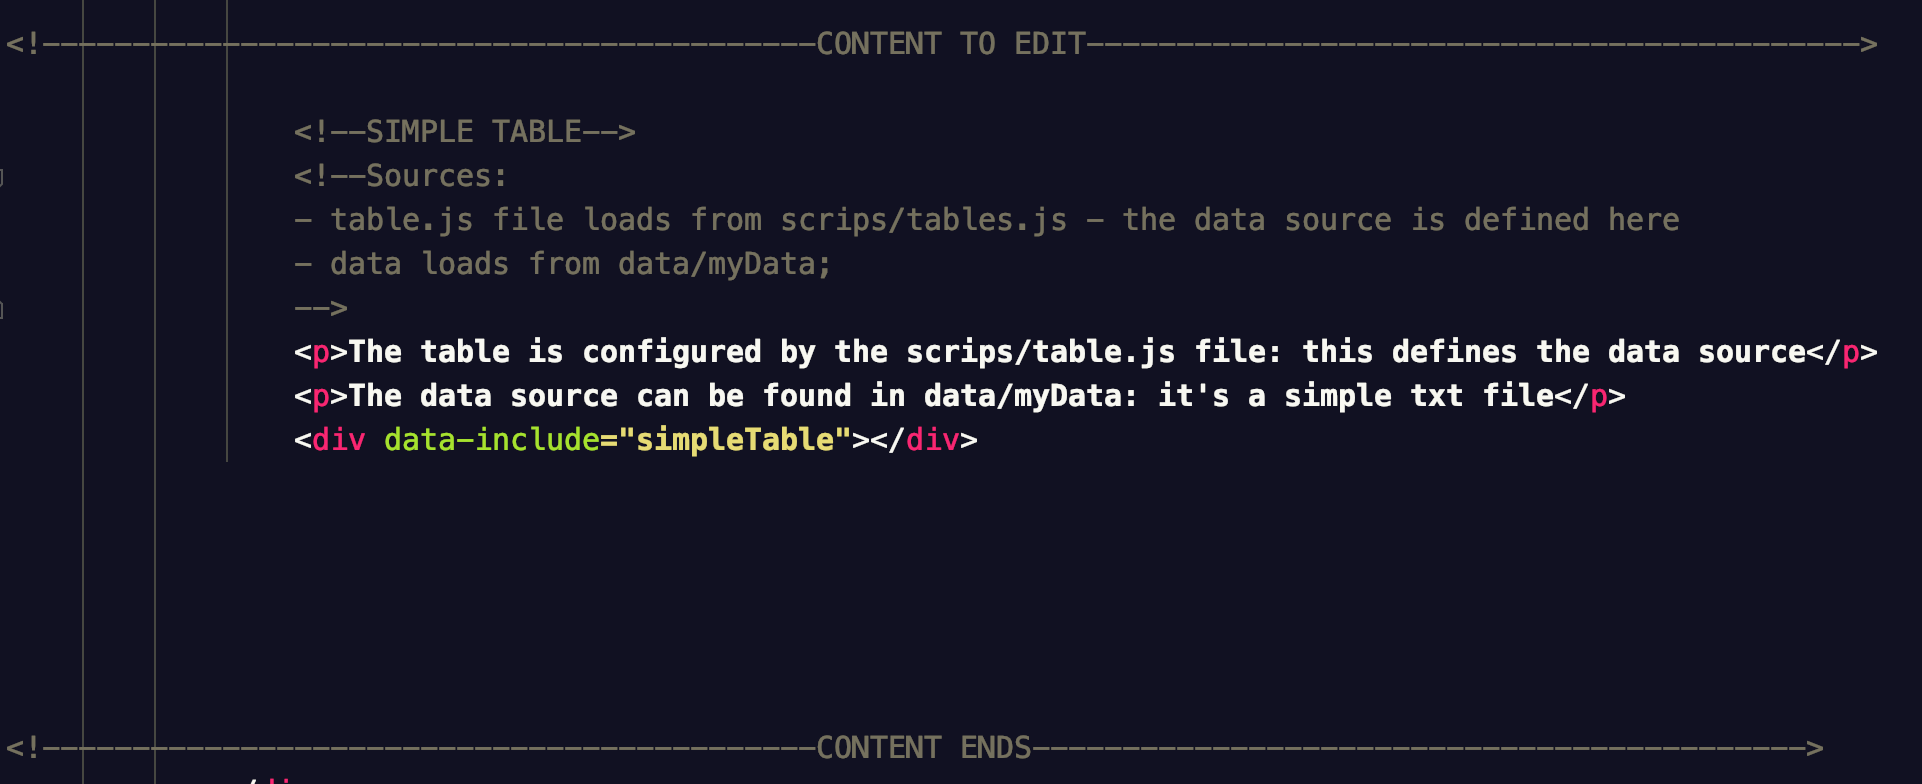 <!-------------------------------------------CONTENT TO EDIT------------------------------------------->
<!--SIMPLE TABLE-->
<!--Sources:
- table.js file loads from scrips/tables.js - the data source is defined here
- data loads from data/myData;
-->
<p>The table is configured by the scrips/table.js file: this defines the data source</p>
<p>The data source can be found in data/myData: it's a simple txt file</p>
<div data-include="simpleTable"></div>
<!-------------------------------------------CONTENT ENDS------------------------------------------->